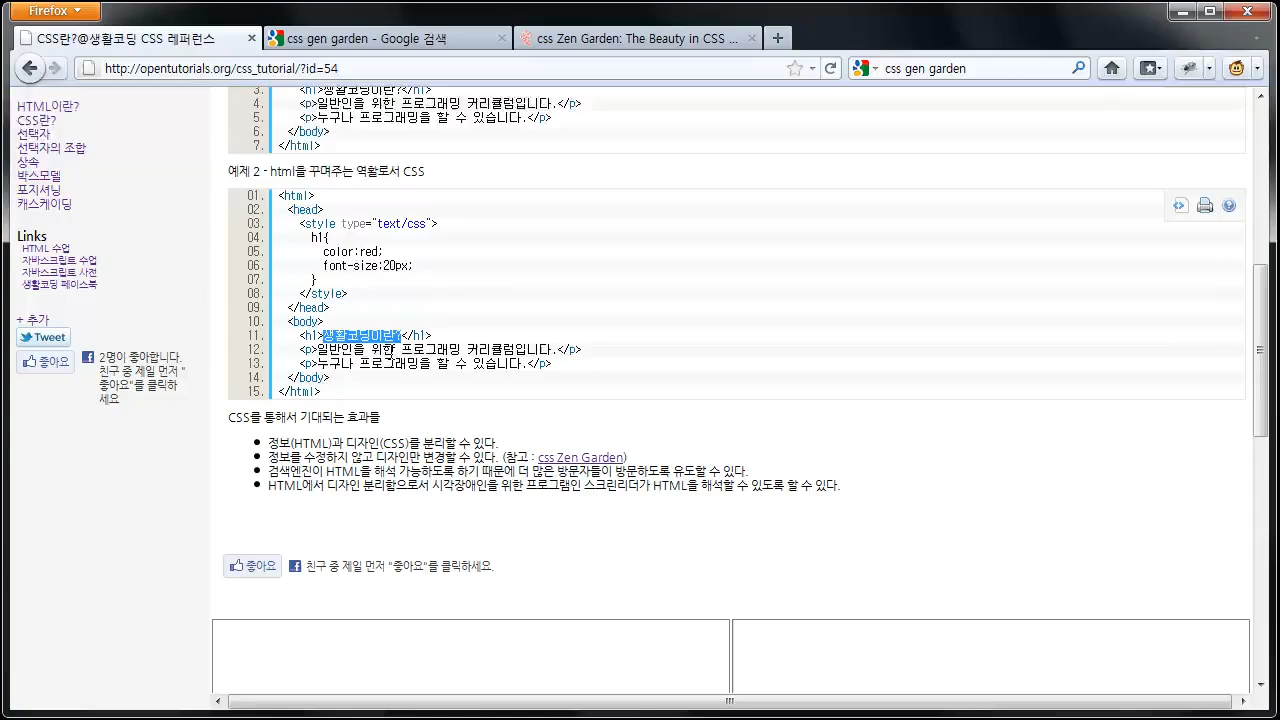 Firefox
CSS란?@생활코딩 CSS 레퍼런스
css gen garden - Google 검색
css Zen Garden: The Beauty in CSS ...
http://opentutorials.org/css_tutorial/?id=54
css gen garden
HTML이란?
CSS란?
선택자
선택자의 조합
상속
박스모델
포지셔닝
캐스케이딩
Links
HTML 수업
자바스크립트 수업
자바스크립트 사전
생활코딩 페이스북
+ 추가
Tweet
좋아요
2명이 좋아합니다.
친구 중 제일 먼저 "
좋아요"를 클릭하
세요
3. <h1>생활코딩이란?</h1>
4. <p>일반인을 위한 프로그래밍 커리큘럼입니다.</p>
5. <p>누구나 프로그래밍을 할 수 있습니다.</p>
6. </body>
7. </html>
예제 2 - html을 꾸며주는 역할로서 CSS
01. <html>
02. <head>
03. <style type="text/css">
04. h1{
05. color:red;
06. font-size:20px;
07. }
08. </style>
09. </head>
10. <body>
11. <h1>생활코딩이란?</h1>
12. <p>일반인을 위한 프로그래밍 커리큘럼입니다.</p>
13. <p>누구나 프로그래밍을 할 수 있습니다.</p>
14. </body>
15. </html>
CSS를 통해서 기대되는 효과들
정보(HTML)과 디자인(CSS)를 분리할 수 있다.
정보를 수정하지 않고 디자인만 변경할 수 있다. (참고 : css Zen Garden)
검색엔진이 HTML을 해석 가능하도록 하기 때문에 더 많은 방문자들이 방문하도록 유도할 수 있다.
HTML에서 디자인 분리함으로서 시각장애인을 위한 프로그램인 스크린리더가 HTML을 해석할 수 있도록 할 수 있다.
좋아요
친구 중 제일 먼저 "좋아요"를 클릭하세요.